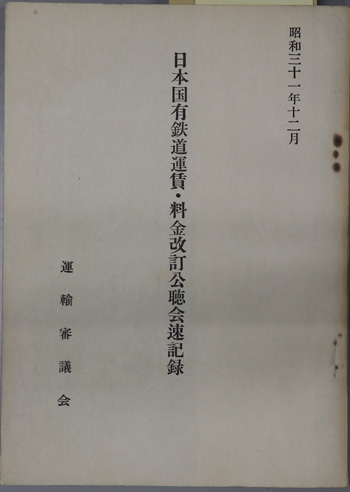 昭和三十一年十二月
日本国有鉄道運賃・料金改訂公聴会速記録
運輸審議会